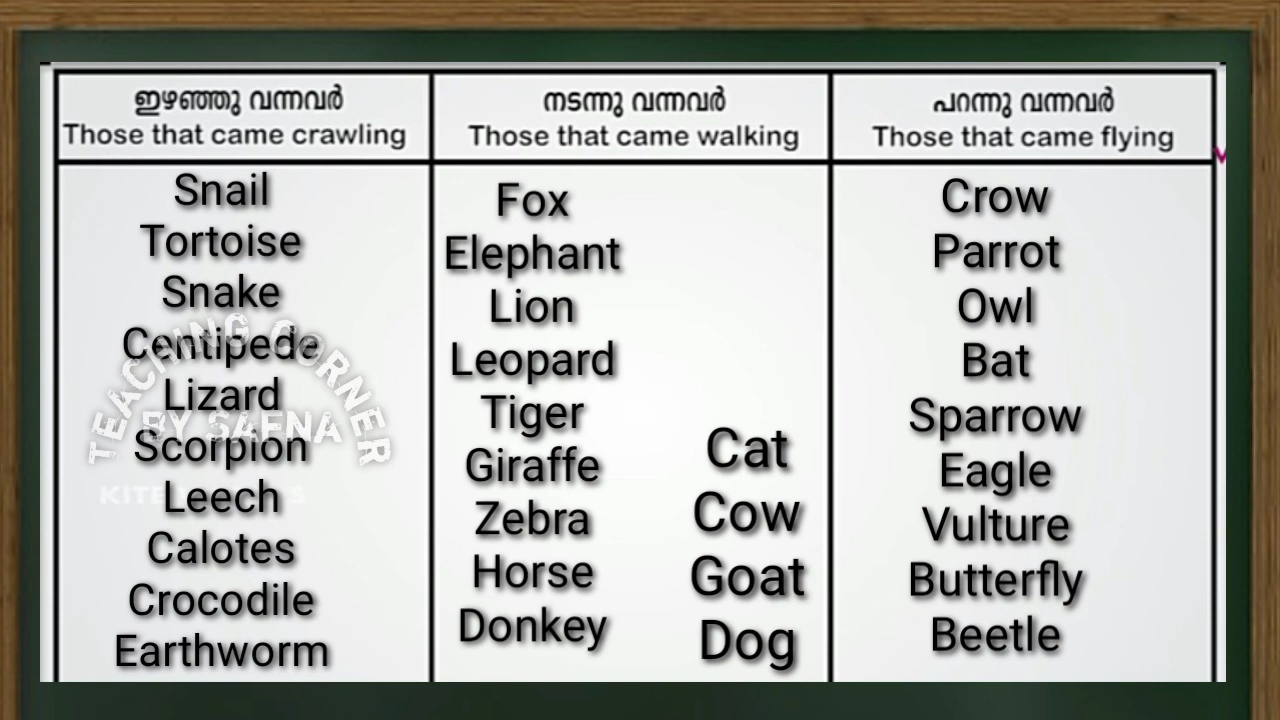 ഇഴഞ്ഞു വന്നവർ
Those that came crawling
Snail
Tortoise
Snake
Centipede
Lizard
Scorpion
Leech
Calotes
Crocodile
Earthworm
നടന്നു വന്നവർ
Those that came walking
Fox
Elephant
Lion
Leopard
Tiger
Giraffe
Zebra
Horse
Donkey
Cat
Cow
Goat
Dog
പറന്നു വന്നവർ
Those that came flying
Crow
Parrot
Owl
Bat
Sparrow
Eagle
Vulture
Butterfly
Beetle
TEACHING CORNER
BY SAFNA